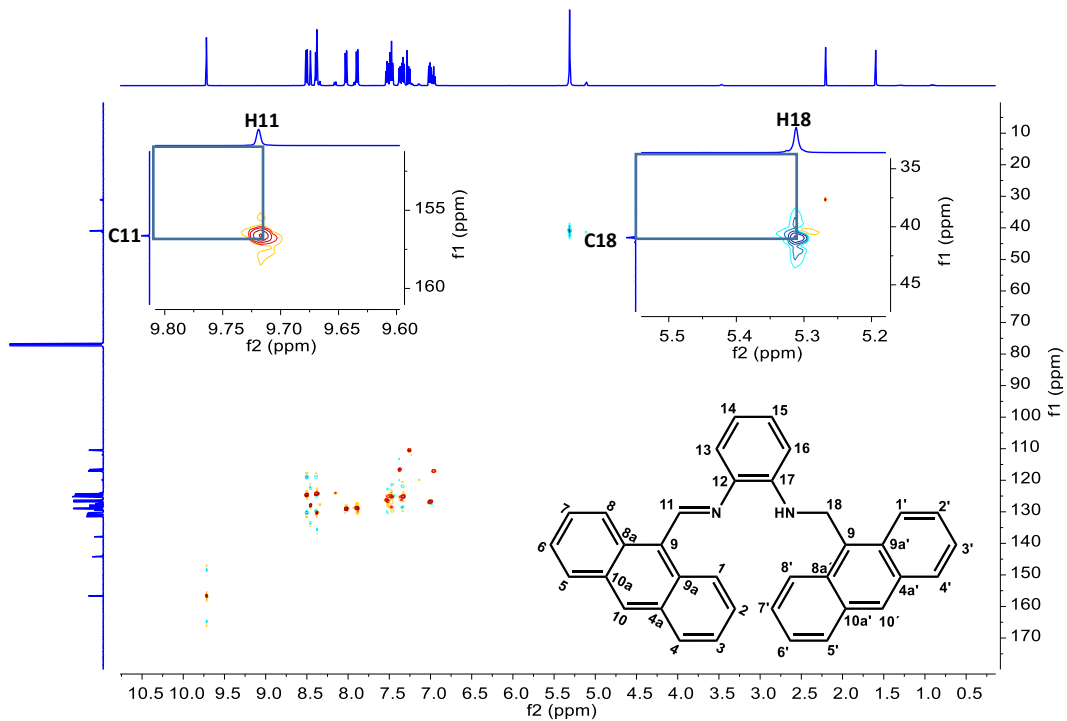 H11
H18
C11
155
160
f1 (ppm)
9.80 9.75 9.70 9.65 9.60
f2 (ppm)
C18
35
40
45
f1 (ppm)
5.5 5.4 5.3 5.2
f2 (ppm)
10
20
30
40
50
60
70
80
90
100
110
120
130
140
150
160
170
f1 (ppm)
14 15
13 16
12 17
11 N HN 18
7 8 8a 9 9a 1
6 5 10a 10 4a 2
4 3
9 1' 2'
9a' 3'
8' 8a´ 4a' 4'
7' 10a' 10´
6' 5'
10.5 10.0 9.5 9.0 8.5 8.0 7.5 7.0 6.5 6.0 5.5 5.0 4.5 4.0 3.5 3.0 2.5 2.0 1.5 1.0 0.5
f2 (ppm)